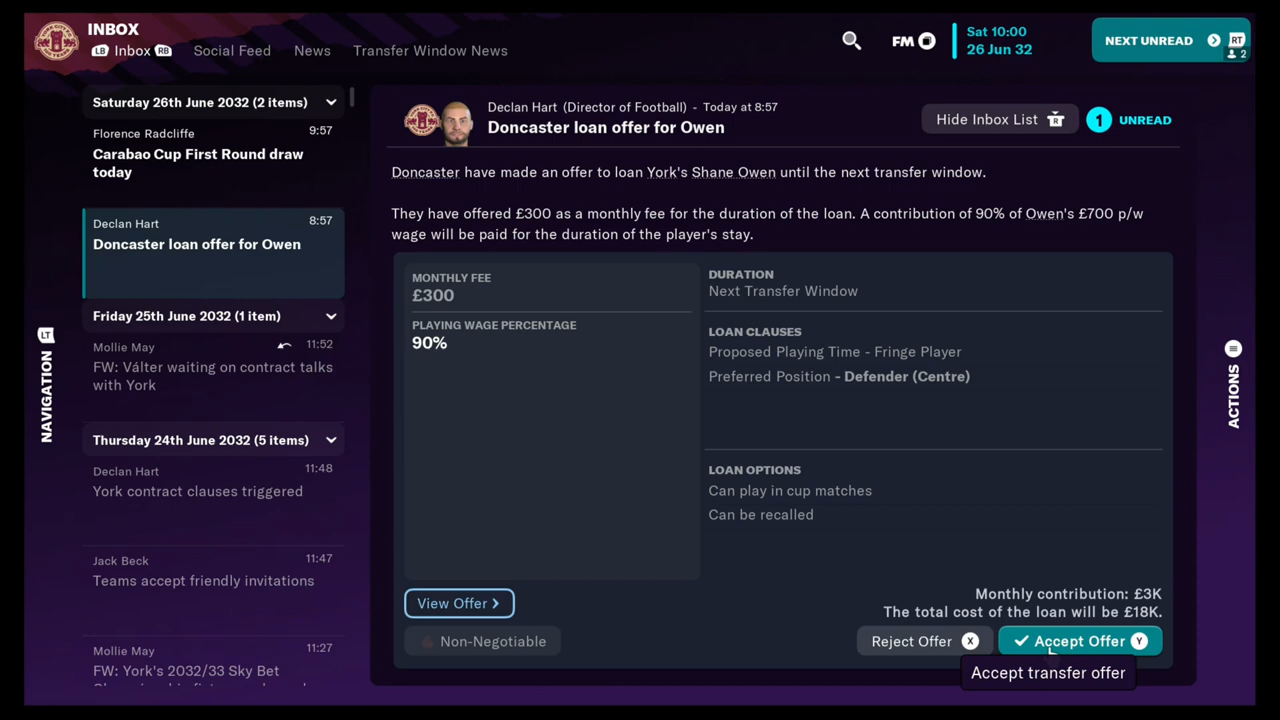 INBOX
LB Inbox RB
Social Feed
News
Transfer Window News
FM
Sat 10:00
26 Jun 32
NEXT UNREAD
RT
2
Saturday 26th June 2032 (2 items)
Florence Radcliffe
9:57
Carabao Cup First Round draw
today
Declan Hart
8:57
Doncaster loan offer for Owen
Friday 25th June 2032 (1 item)
Mollie May
11:52
FW: Válter waiting on contract talks
with York
Thursday 24th June 2032 (5 items)
Declan Hart
11:48
York contract clauses triggered
Jack Beck
11:47
Teams accept friendly invitations
Mollie May
11:27
FW: York's 2032/33 Sky Bet
LT
NAVIGATION
Declan Hart (Director of Football) - Today at 8:57
Doncaster loan offer for Owen
Hide Inbox List
R
1
UNREAD
Doncaster have made an offer to loan York's Shane Owen until the next transfer window.
They have offered £300 as a monthly fee for the duration of the loan. A contribution of 90% of Owen's £700 p/w
wage will be paid for the duration of the player's stay.
MONTHLY FEE
£300
PLAYING WAGE PERCENTAGE
90%
DURATION
Next Transfer Window
LOAN CLAUSES
Proposed Playing Time - Fringe Player
Preferred Position - Defender (Centre)
LOAN OPTIONS
Can play in cup matches
Can be recalled
View Offer
Monthly contribution: £3K
The total cost of the loan will be £18K.
Non-Negotiable
Reject Offer X
Accept Offer Y
Accept transfer offer
ACTIONS